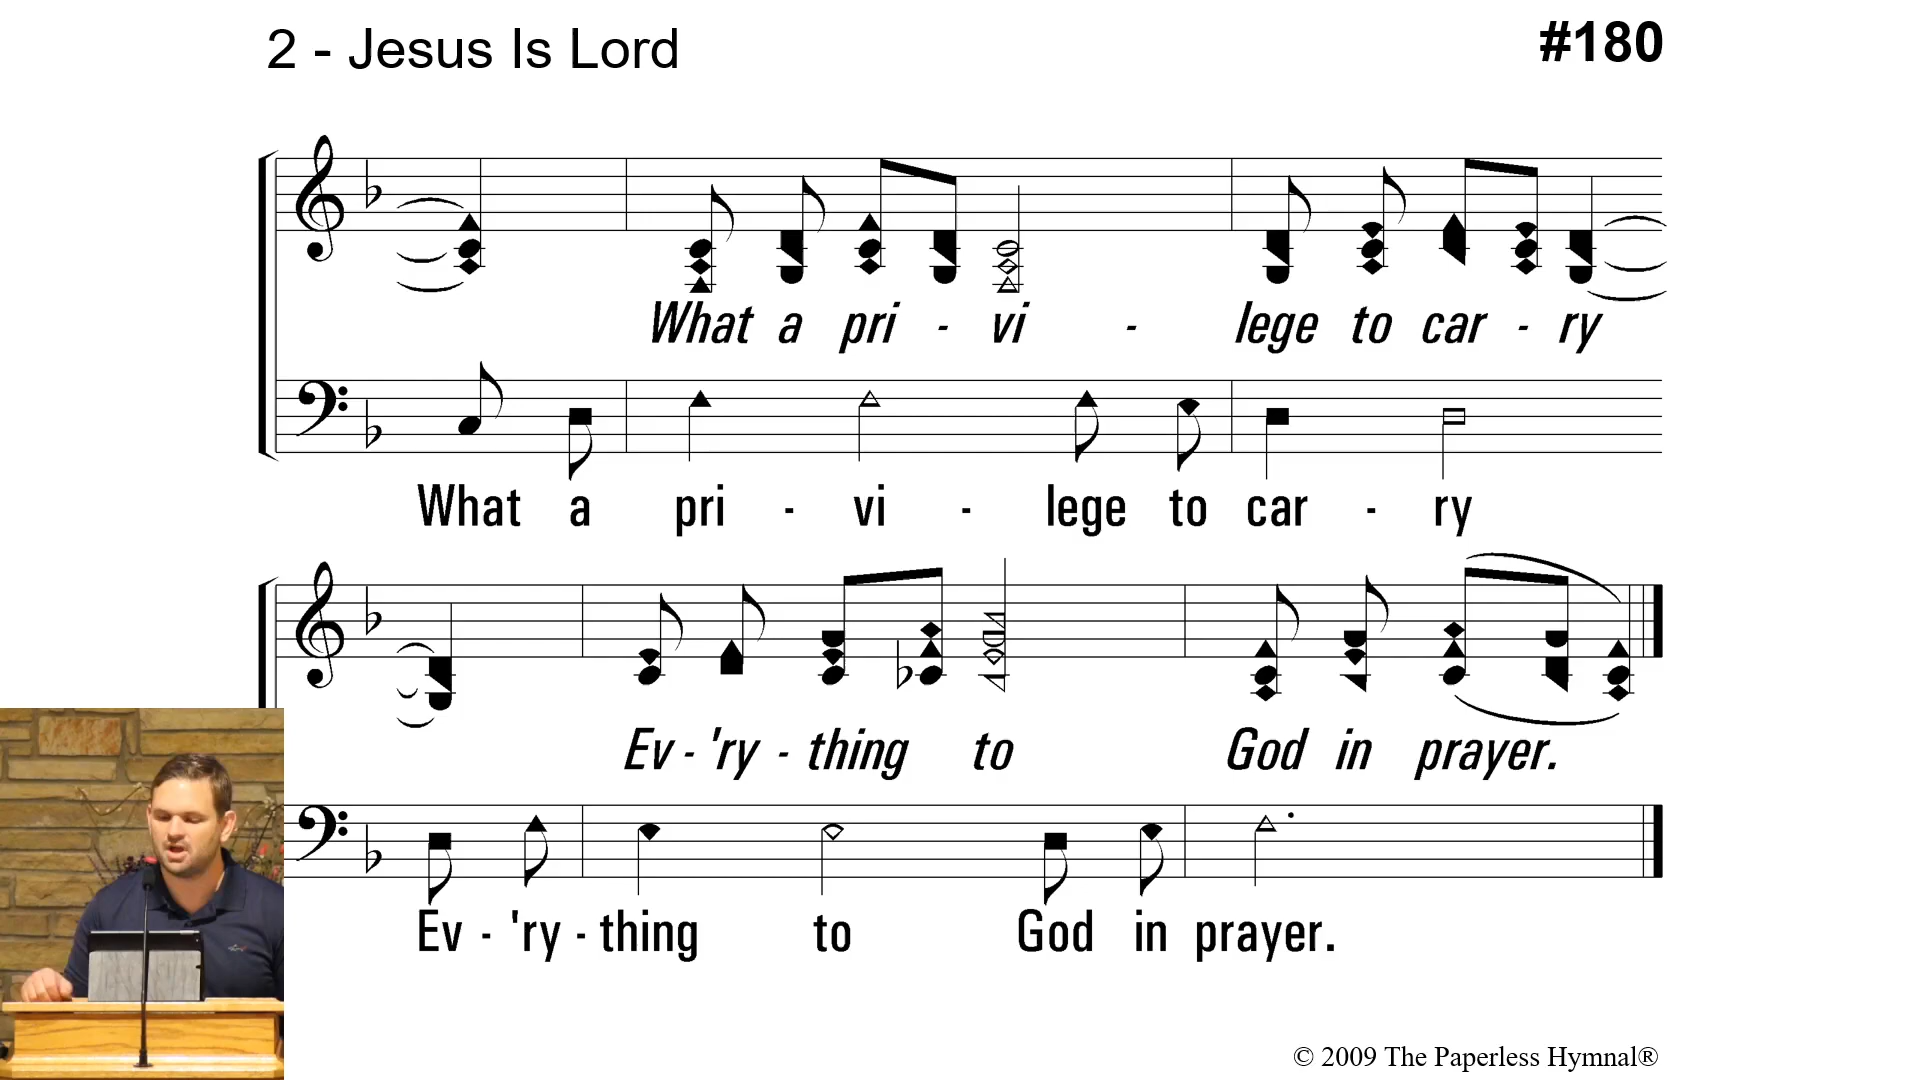 2 - Jesus Is Lord
#180
What a pri - vi - lege to car - ry
What a pri - vi - lege to car - ry
Ev - 'ry - thing to God in prayer.
Ev - 'ry - thing to God in prayer.
© 2009 The Paperless Hymnal®